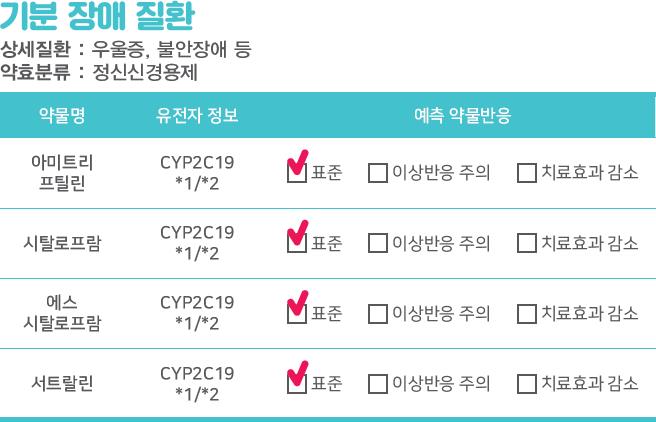 기분 장애 질환
상세질환 : 우울증, 불안장애 등
약효분류 : 정신신경용제
약물명 유전자 정보 예측 약물반응
아미트리
프틸린
CYP2C19
*1/*2
표준 이상반응 주의 치료효과 감소
시탈로프람
CYP2C19
*1/*2
표준 이상반응 주의 치료효과 감소
에스
시탈로프람
CYP2C19
*1/*2
표준 이상반응 주의 치료효과 감소
서트랄린
CYP2C19
*1/*2
표준 이상반응 주의 치료효과 감소